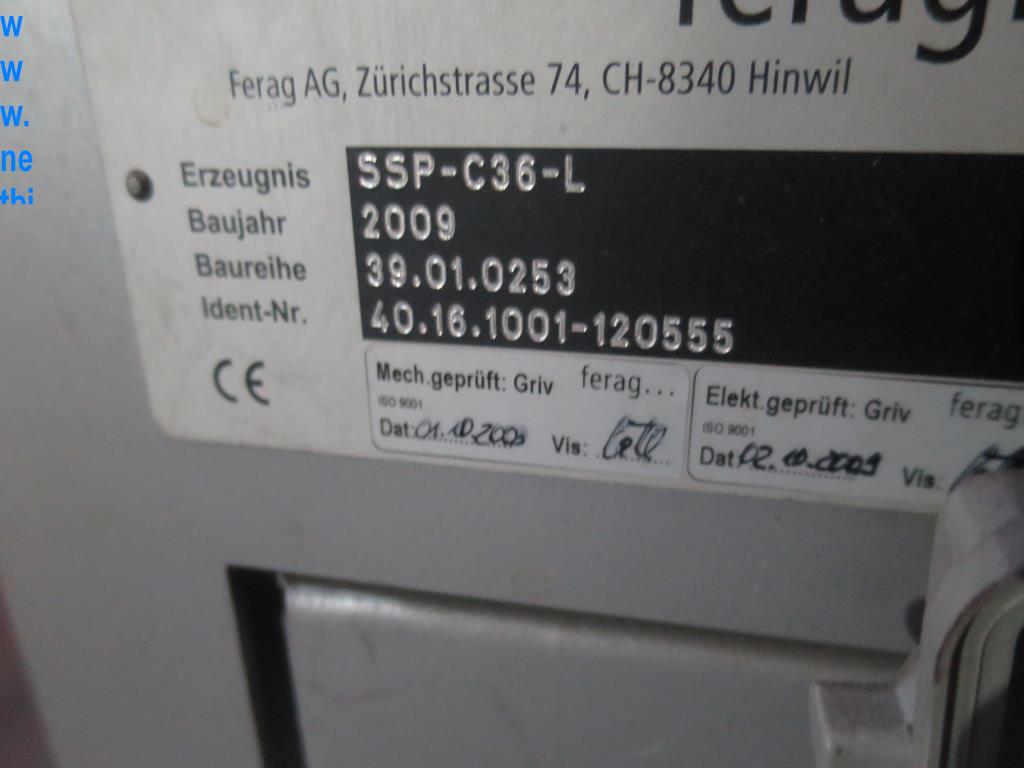 w
w
w.
ne
thi
ferag
Ferag AG, Zürichstrasse 74, CH-8340 Hinwil
Erzeugnis SSP-C36-L
Baujahr 2009
Baureihe 39.01.0253
Ident-Nr. 40.16.1001-120555
CE
Mech.geprüft: Griv ferag...
ISO 9001
Dat: 01.10.2009 Vis:
Elekt.geprüft: Griv ferag
ISO 9001
Dat 02.10.2009 Vis: